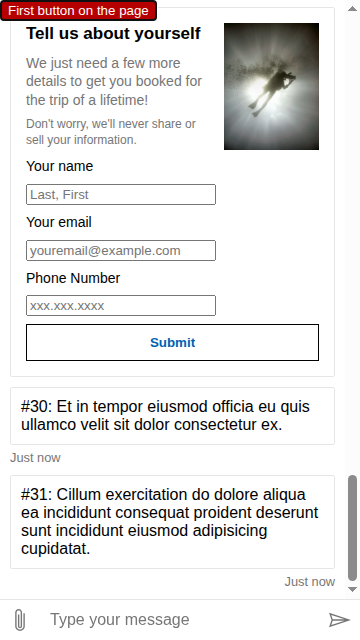 First button on the page
Tell us about yourself
We just need a few more
details to get you booked for
the trip of a lifetime!
Don't worry, we'll never share or
sell your information.
Your name
Last, First
Your email
youremail@example.com
Phone Number
xxx.xxx.xxxx
Submit
#30: Et in tempor eiusmod officia eu quis
ullamco velit sit dolor consectetur ex.
Just now
#31: Cillum exercitation do dolore aliqua
ea incididunt consequat proident deserunt
sunt incididunt eiusmod adipisicing
cupidatat.
Just now
Type your message